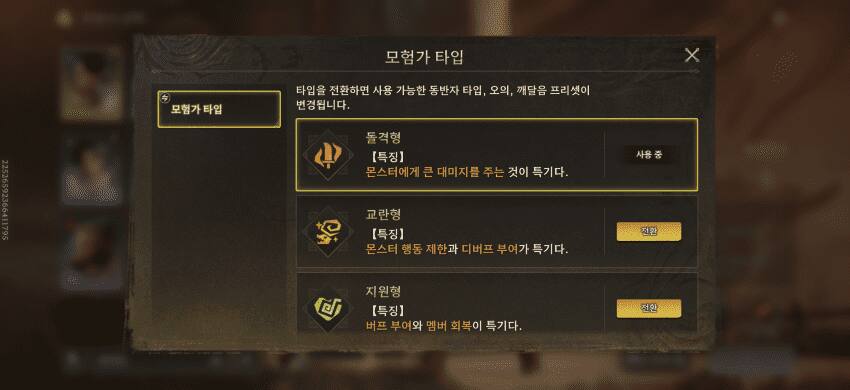 모험가 타입
모험가 타입
타입을 전환하면 사용 가능한 동반자 타입, 오의, 깨달음 프리셋이
변경됩니다.
돌격형
【특징】
몬스터에게 큰 대미지를 주는 것이 특기다.
사용 중
교란형
【특징】
몬스터 행동 제한과 디버프 부여가 특기다.
전환
지원형
【특징】
버프 부여와 멤버 회복이 특기다.
전환
22526592366411795